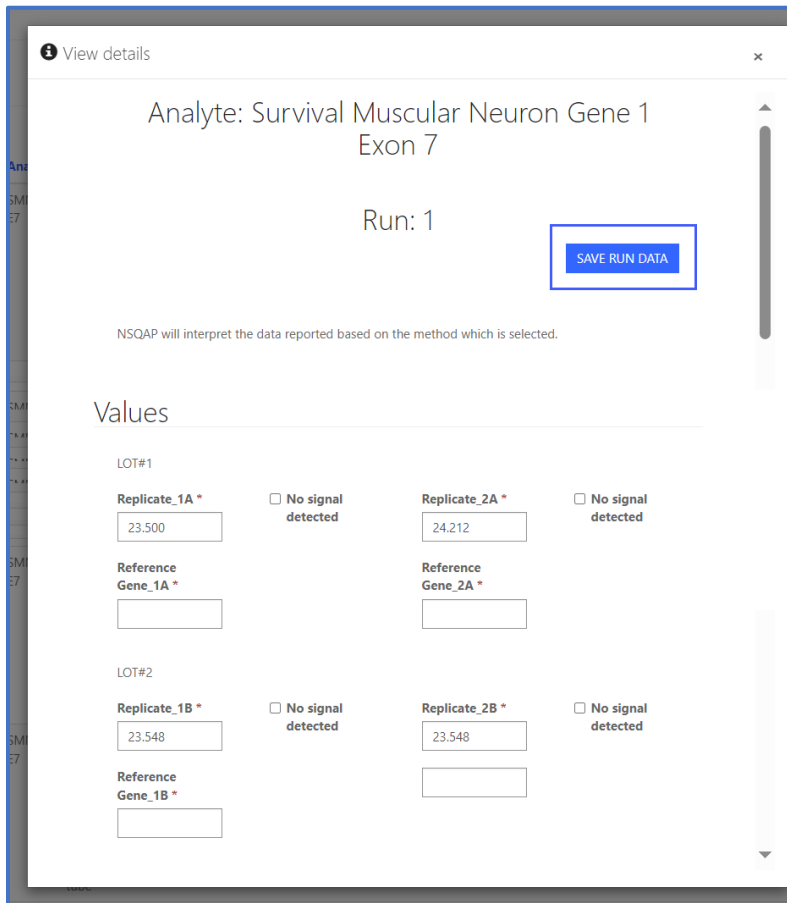 View details
×
Analyte: Survival Muscular Neuron Gene 1
Exon 7
Run: 1
SAVE RUN DATA
NSQAP will interpret the data reported based on the method which is selected.
Values
LOT#1
Replicate_1A * No signal detected Replicate_2A * No signal detected
23.500 24.212
Reference Gene_1A * Reference Gene_2A *
LOT#2
Replicate_1B * No signal detected Replicate_2B * No signal detected
23.548 23.548
Reference Gene_1B *